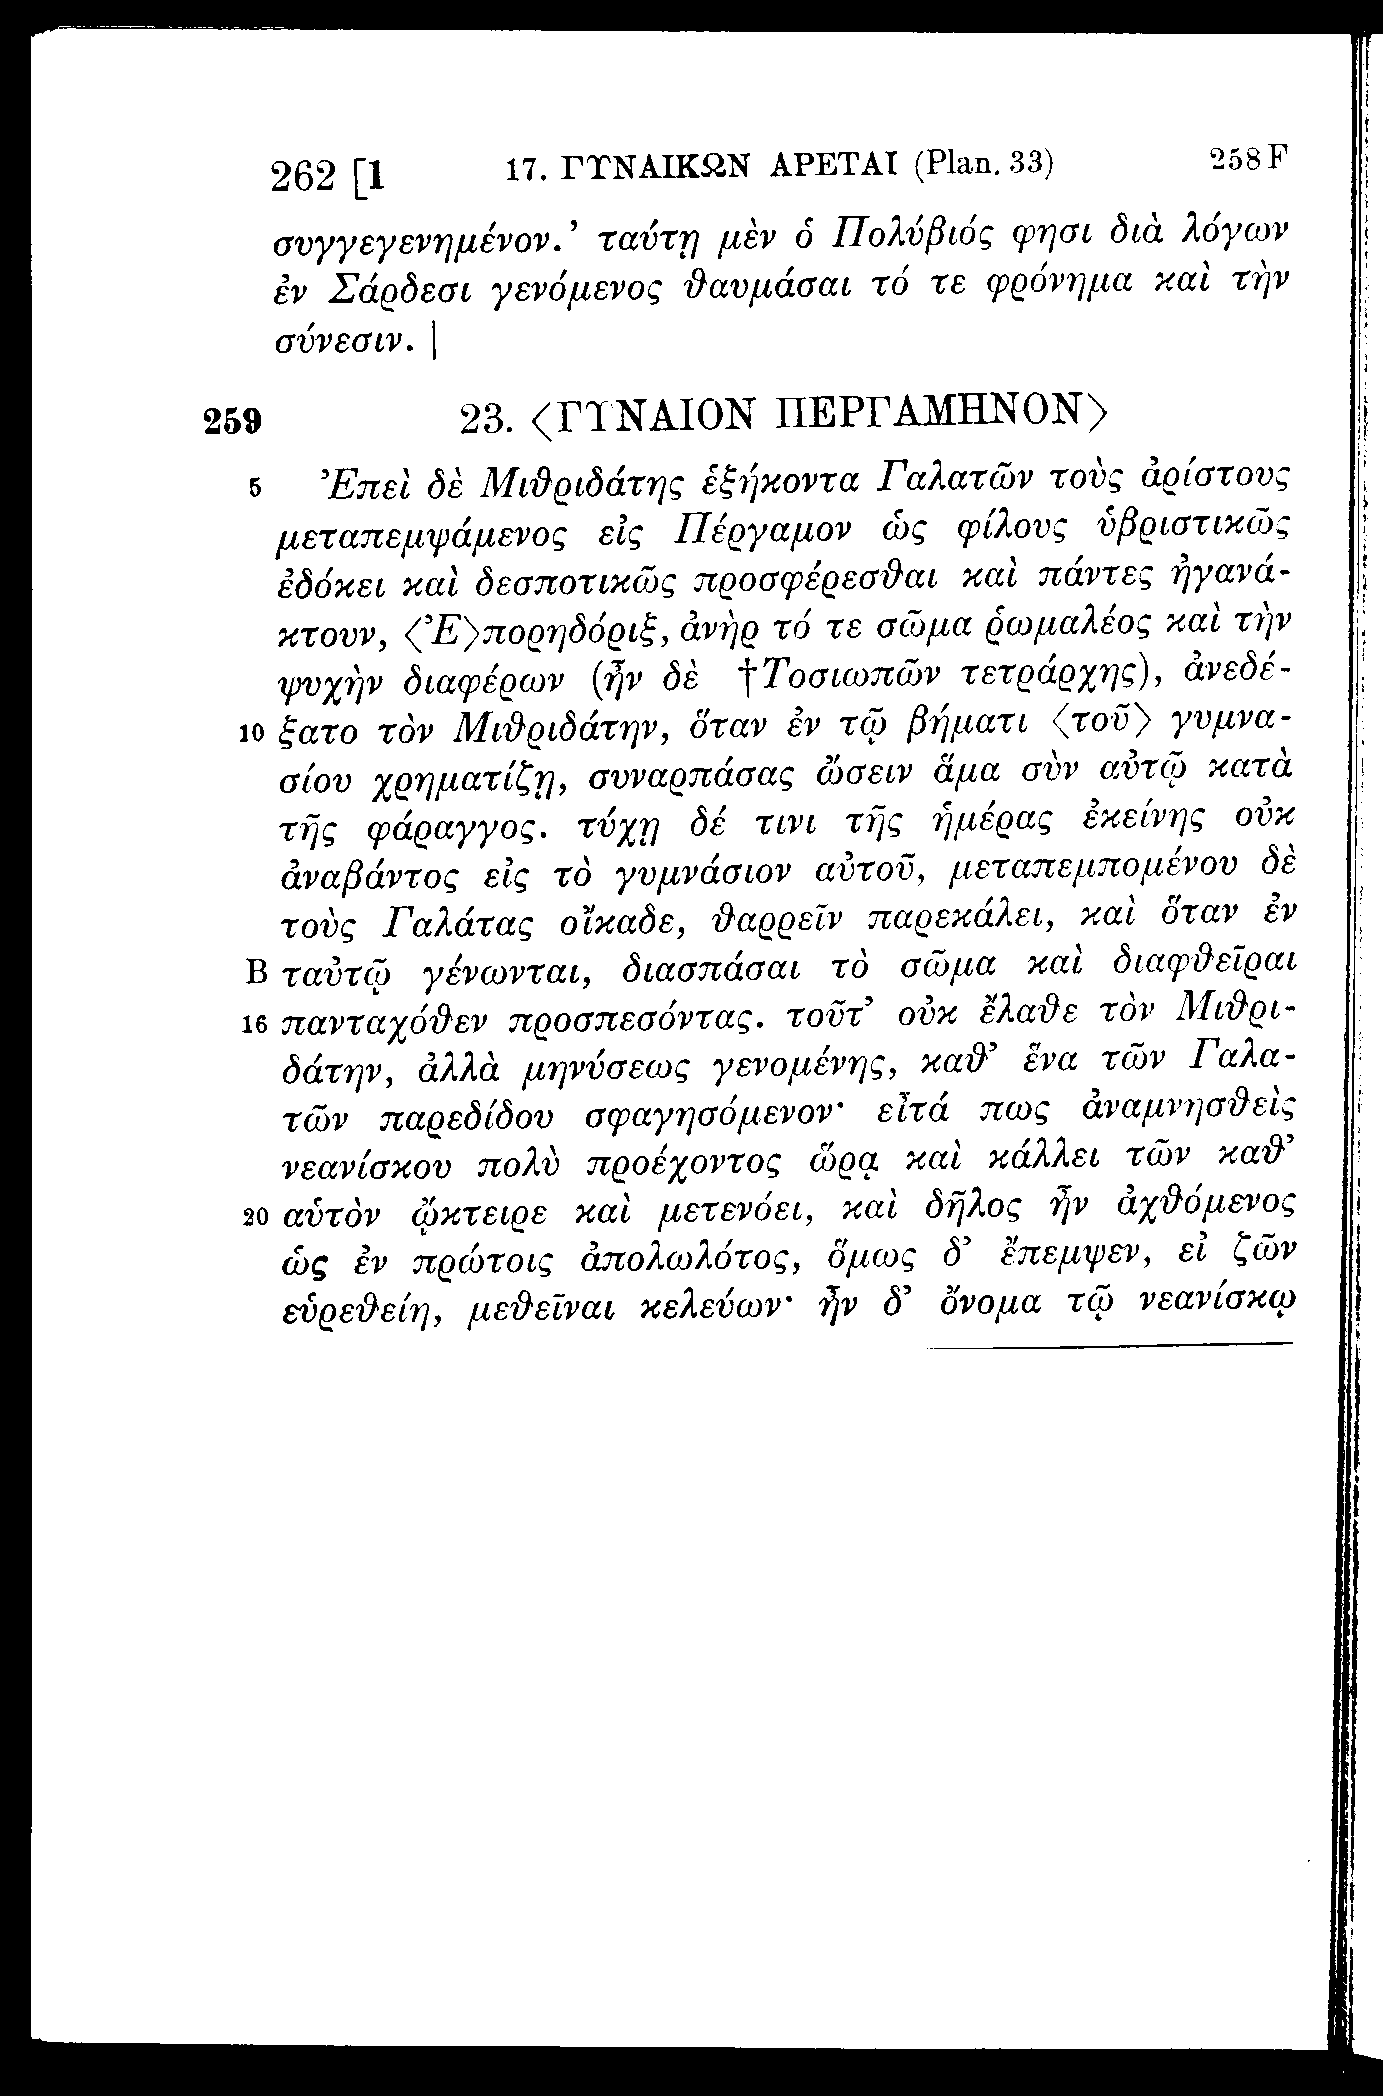 262 [1 17. ΓΥΝΑΙΚΩΝ ΑΡΕΤΑΙ (Plan. 33) 258 F
συγγεγενημένον.’ ταύτῃ μὲν ὁ Πολύβιός φησι διὰ λόγων
ἐν Σάρδεσι γενόμενος θαυμάσαι τό τε φρόνημα καὶ τὴν
σύνεσιν. |
259 23. <ΓΥΝΑΙΟΝ ΠΕΡΓΑΜΗΝΟΝ>
5 Ἐπεὶ δὲ Μιθριδάτης ἑξήκοντα Γαλατῶν τοὺς ἀρίστους
μεταπεμψάμενος εἰς Πέργαμον ὡς φίλους ὑβριστικῶς
ἐδόκει καὶ δεσποτικῶς προσφέρεσθαι καὶ πάντες ἠγανά-
κτουν, <Ἐ>πορηδόριξ, ἀνὴρ τό τε σῶμα ῥωμαλέος καὶ τὴν
ψυχὴν διαφέρων (ἦν δὲ †Τοσιωπῶν τετράρχης), ἀνεδέ-
10 ξατο τὸν Μιθριδάτην, ὅταν ἐν τῷ βήματι <τοῦ> γυμνα-
σίου χρηματίζῃ, συναρπάσας ὤσειν ἅμα σὺν αὐτῷ κατὰ
τῆς φάραγγος. τύχῃ δέ τινι τῆς ἡμέρας ἐκείνης οὐκ
ἀναβάντος εἰς τὸ γυμνάσιον αὐτοῦ, μεταπεμπομένου δὲ
τοὺς Γαλάτας οἴκαδε, θαρρεῖν παρεκάλει, καὶ ὅταν ἐν
B ταὐτῷ γένωνται, διασπάσαι τὸ σῶμα καὶ διαφθεῖραι
16 πανταχόθεν προσπεσόντας. τοῦτ’ οὐκ ἔλαθε τὸν Μιθρι-
δάτην, ἀλλὰ μηνύσεως γενομένης, καθ’ ἕνα τῶν Γαλα-
τῶν παρεδίδου σφαγησόμενον· εἶτά πως ἀναμνησθεὶς
νεανίσκου πολὺ προέχοντος ὥρᾳ καὶ κάλλει τῶν καθ’
20 αὑτὸν ᾤκτειρε καὶ μετενόει, καὶ δῆλος ἦν ἀχθόμενος
ὡς ἐν πρώτοις ἀπολωλότος, ὅμως δ’ ἔπεμψεν, εἰ ζῶν
εὑρεθείη, μεθεῖναι κελεύων· ἦν δ’ ὄνομα τῷ νεανίσκῳ